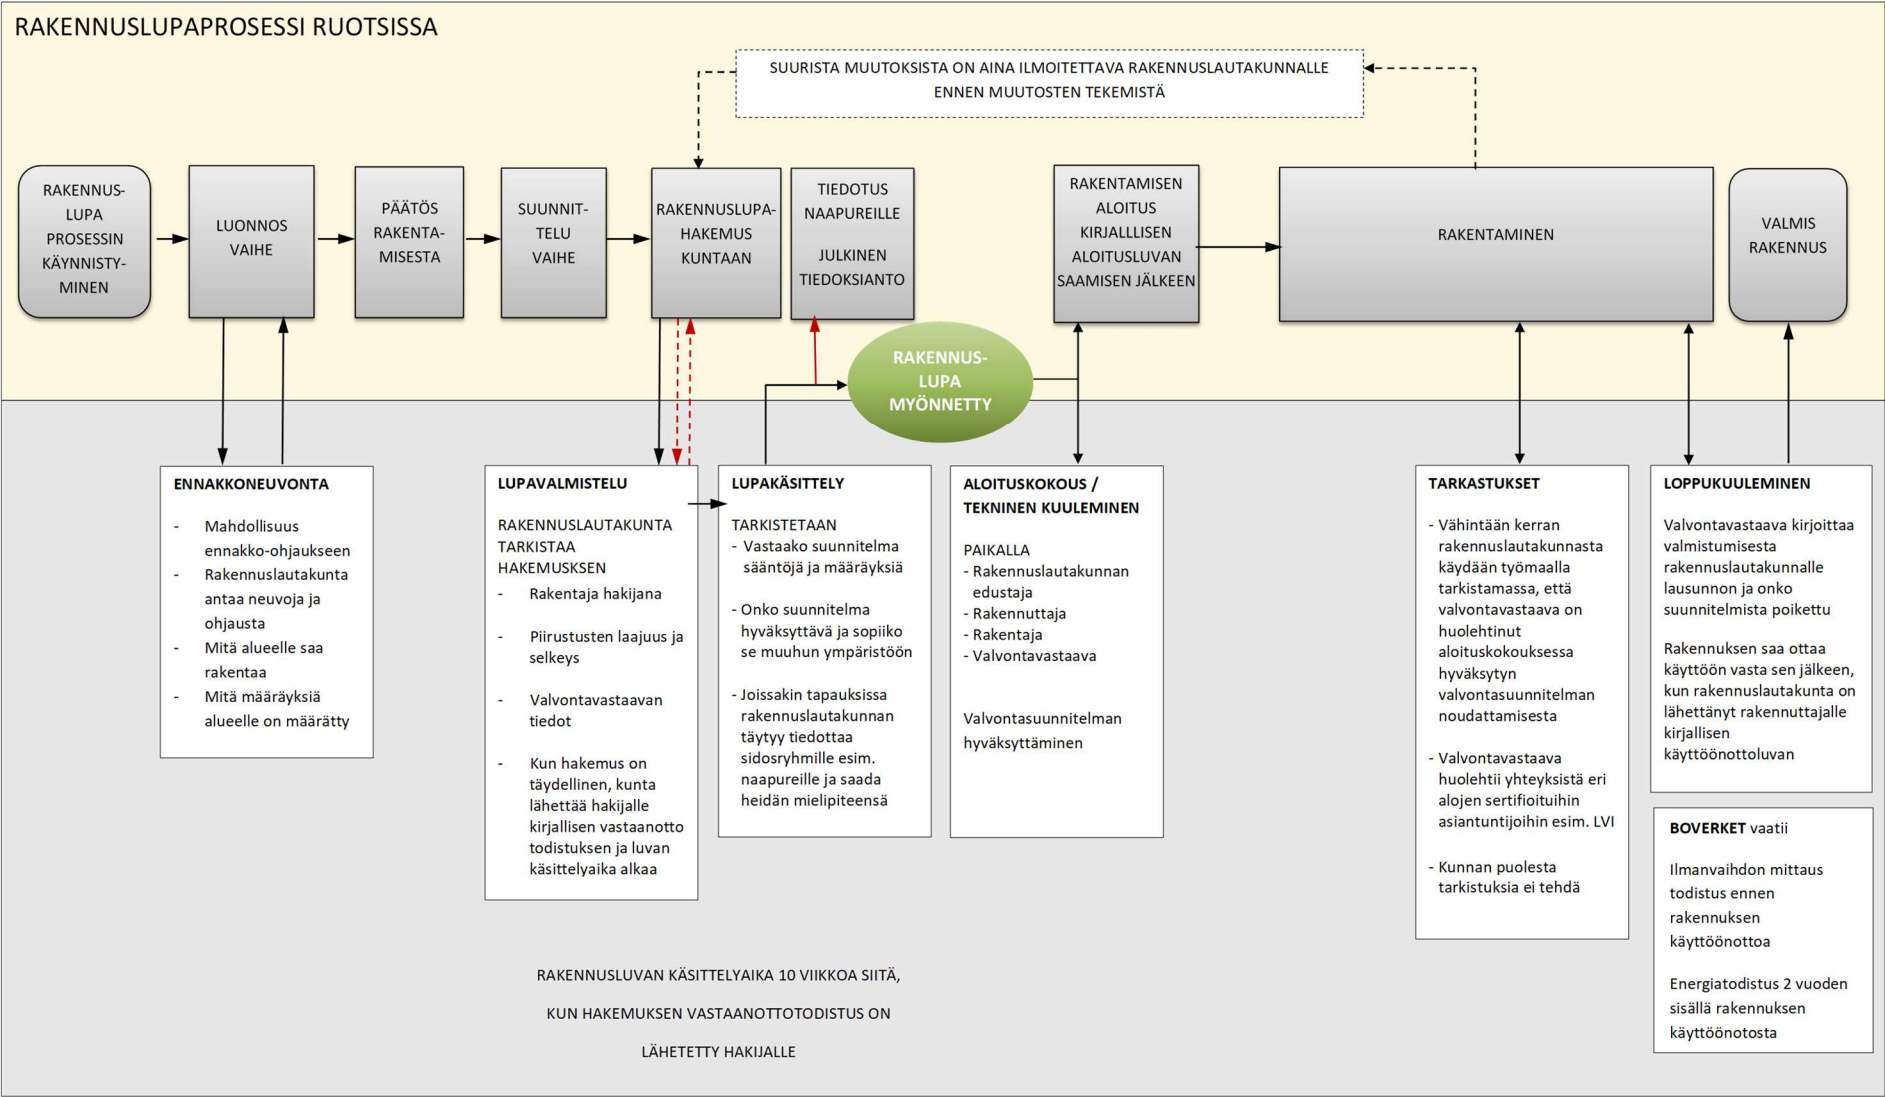 RAKENNUSLUPAPROSESSI RUOTSISSA
SUURISTA MUUTOKSISTA ON AINA ILMOITETTAVA RAKENNUSLAUTAKUNNALLE
ENNEN MUUTOSTEN TEKEMISTÄ
RAKENNUS-
LUPA
PROSESSIN
KÄYNNISTY-
MINEN
LUONNOS
VAIHE
PÄÄTÖS
RAKENTA-
MISESTA
SUUNNIT-
TELU
VAIHE
RAKENNUSLUPA-
HAKEMUS
KUNTAAN
TIEDOTUS
NAAPUREILLE
JULKINEN
TIEDOKSIANTO
RAKENTAMISEN
ALOITUS
KIRJALLLISEN
ALOITUSLUVAN
SAAMISEN JÄLKEEN
RAKENTAMINEN
VALMIS
RAKENNUS
RAKENNUS-
LUPA
MYÖNNETTY
ENNAKKONEUVONTA
- Mahdollisuus
ennakko-ohjaukseen
- Rakennuslautakunta
antaa neuvoja ja
ohjausta
- Mitä alueelle saa
rakentaa
- Mitä määräyksiä
alueelle on määrätty
LUPAVALMISTELU
RAKENNUSLAUTAKUNTA
TARKISTAA
HAKEMUSKSEN
- Rakentaja hakijana
- Piirustusten laajuus ja
selkeys
- Valvontavastaavan
tiedot
- Kun hakemus on
täydellinen, kunta
lähettää hakijalle
kirjallisen vastaanotto
todistuksen ja luvan
käsittelyaika alkaa
LUPAKÄSITTELY
TARKISTETAAN
- Vastaako suunnitelma
sääntöjä ja määräyksiä
- Onko suunnitelma
hyväksyttävä ja sopiiko
se muuhun ympäristöön
- Joissakin tapauksissa
rakennuslautakunnan
täytyy tiedottaa
sidosryhmille esim.
naapureille ja saada
heidän mielipiteensä
ALOITUSKOKOUS /
TEKNINEN KUULEMINEN
PAIKALLA
- Rakennuslautakunnan
edustaja
- Rakennuttaja
- Rakentaja
- Valvontavastaava
Valvontasuunnitelman
hyväksyttäminen
TARKASTUKSET
- Vähintään kerran
rakennuslautakunnasta
käydään työmaalla
tarkistamassa, että
valvontavastaava on
huolehtinut
aloituskokouksessa
hyväksytyn
valvontasuunnitelman
noudattamisesta
- Valvontavastaava
huolehtii yhteyksistä eri
alojen sertifioituihin
asiantuntijoihin esim. LVI
- Kunnan puolesta
tarkistuksia ei tehdä
LOPPUKUULEMINEN
Valvontavastaava kirjoittaa
valmistumisesta
rakennuslautakunnalle
lausunnon ja onko
suunnitelmista poikettu
Rakennuksen saa ottaa
käyttöön vasta sen jälkeen,
kun rakennuslautakunta on
lähettänyt rakennuttajalle
kirjallisen
käyttöönottoluvan
BOVERKET vaatii
Ilmanvaihdon mittaus
todistus ennen
rakennuksen
käyttöönottoa
Energiatodistus 2 vuoden
sisällä rakennuksen
käyttöönotosta
RAKENNUSLUVAN KÄSITTELYAIKA 10 VIIKKOA SIITÄ,
KUN HAKEMUKSEN VASTAANOTTOTODISTUS ON
LÄHETETTY HAKIJALLE